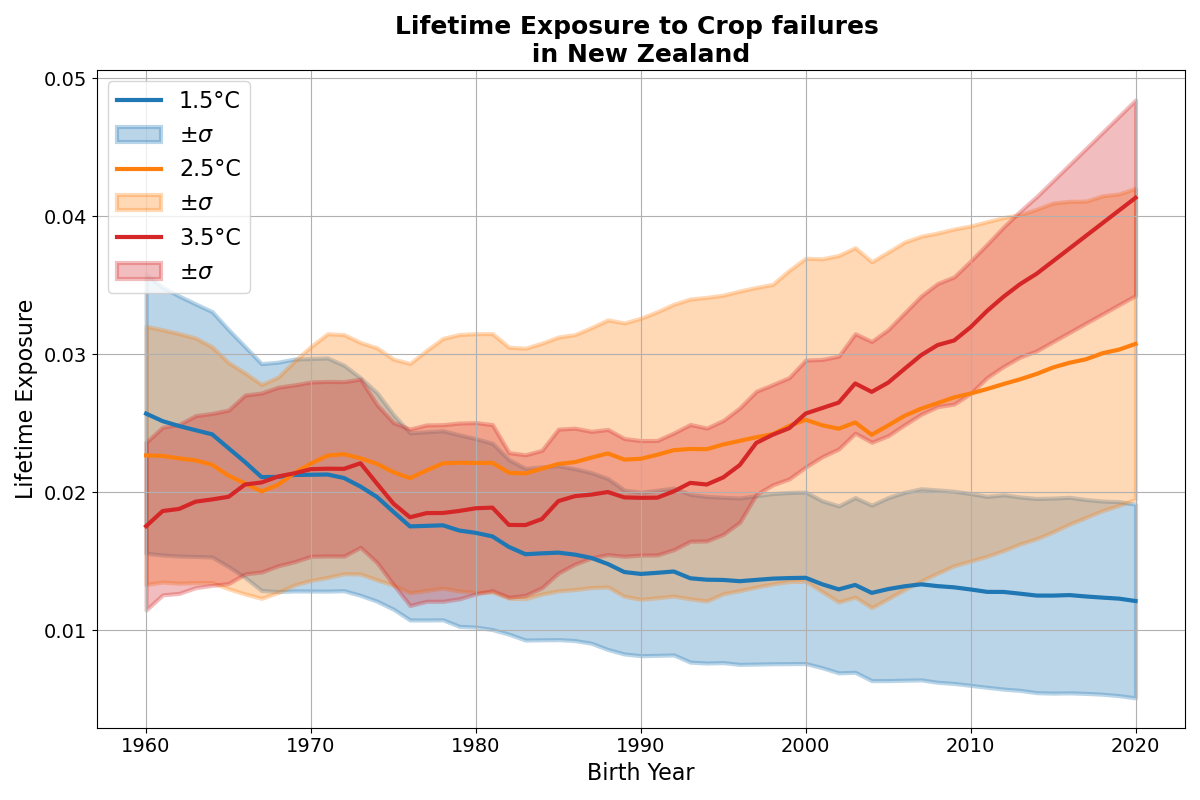 Lifetime Exposure to Crop failures
in New Zealand
0.05
0.04
0.03
0.02
0.01
Lifetime Exposure
1.5°C
±σ
2.5°C
±σ
3.5°C
±σ
1960 1970 1980 1990 2000 2010 2020
Birth Year